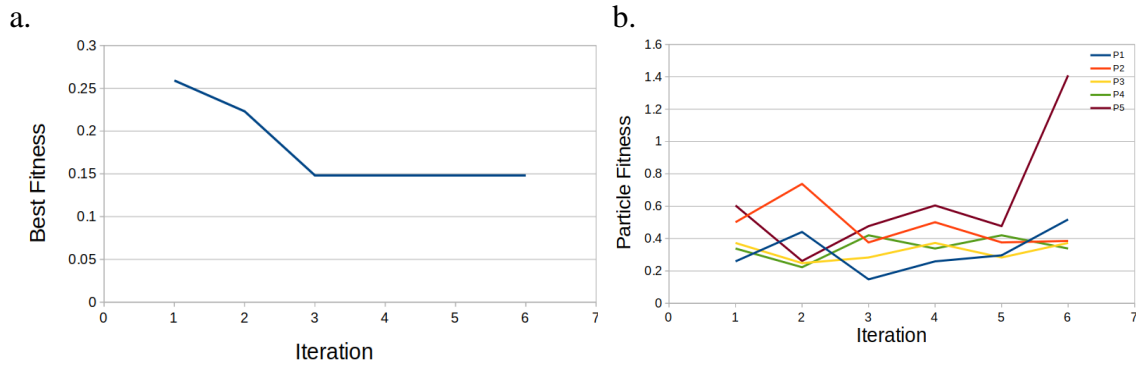 a.
0.3
0.25
0.2
0.15
0.1
0.05
0
0 1 2 3 4 5 6 7
Best Fitness
Iteration
b.
1.6
1.4
1.2
1
0.8
0.6
0.4
0.2
0
0 1 2 3 4 5 6 7
Particle Fitness
Iteration
P1
P2
P3
P4
P5